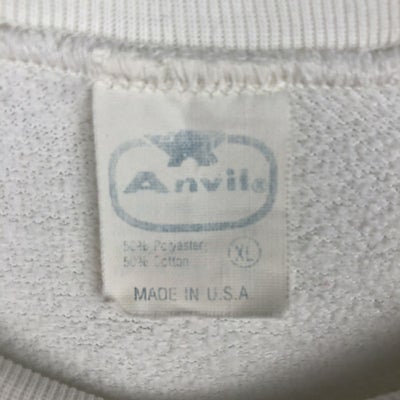 Anvil®
50% Polyester
50% Cotton
XL
MADE IN U.S.A.